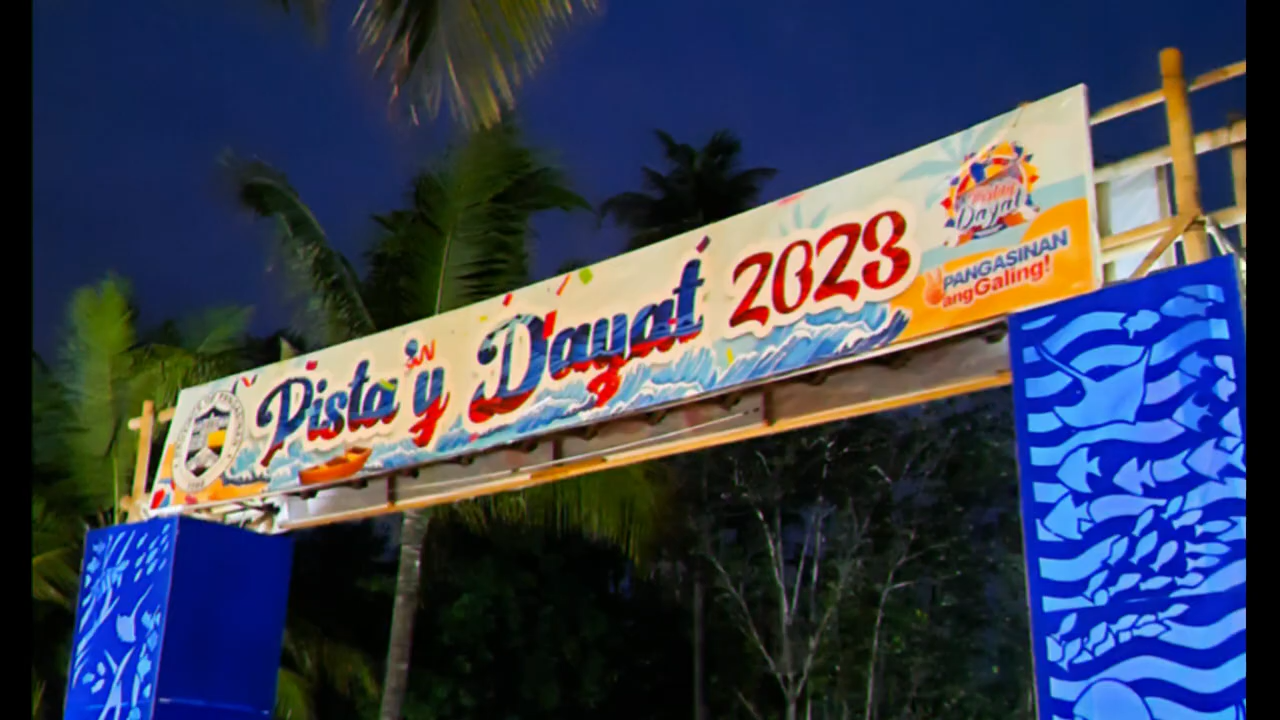 Pista'y Dayat 2023
Pista'y
Dayat
PANGASINAN
angGaling!